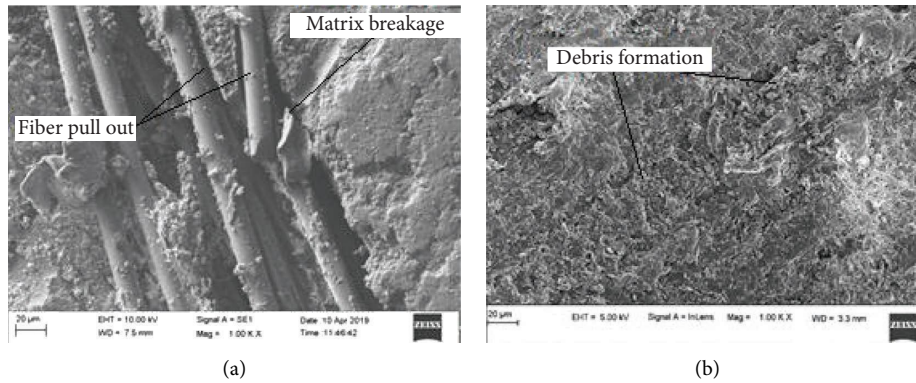 Matrix breakage
Fiber pull out
20 µm
EHT = 10.00 kV
WD = 7.5 mm
Signal A = SE1
Mag = 1.00 K X
Date :10 Apr 2019
Time :11:46:42
ZEISS
(a)
Debris formation
20 µm
EHT = 5.00 kV
Signal A = InLens
Mag = 1.00 K X
WD = 3.3 mm
ZEISS
(b)